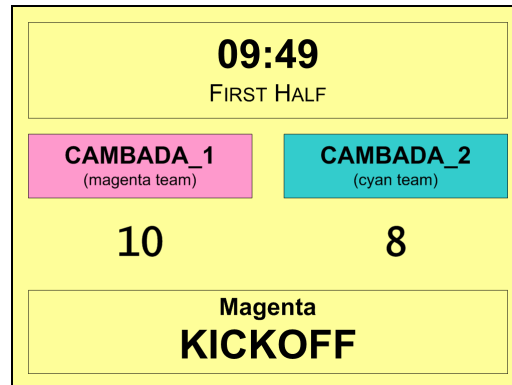 09:49
First Half
CAMBADA_1
(magenta team)
CAMBADA_2
(cyan team)
10
8
Magenta
KICKOFF